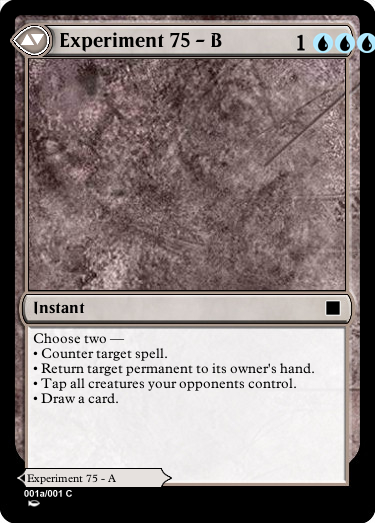 Experiment 75 – B 1
Instant
Choose two —
• Counter target spell.
• Return target permanent to its owner's hand.
• Tap all creatures your opponents control.
• Draw a card.
Experiment 75 - A
001a/001 C